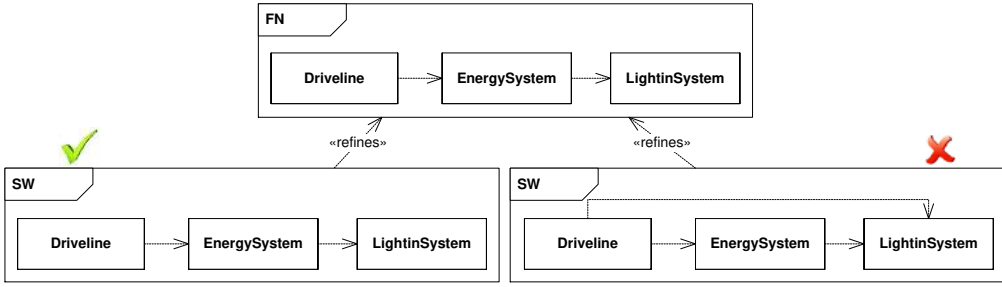 FN
Driveline EnergySystem LightinSystem
«refines» «refines»
SW SW
Driveline EnergySystem LightinSystem Driveline EnergySystem LightinSystem